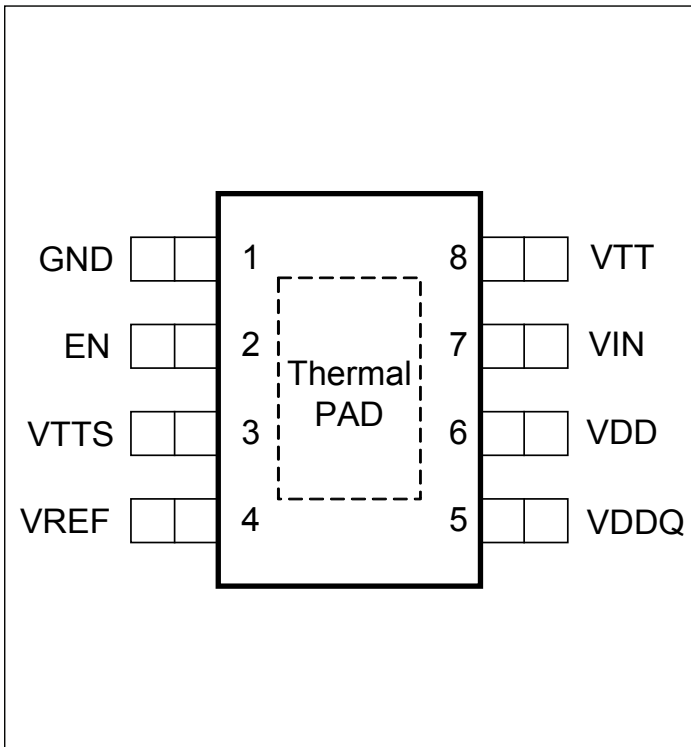 GND 1 8 VTT
EN 2 7 VIN
Thermal
PAD
VTTS 3 6 VDD
VREF 4 5 VDDQ